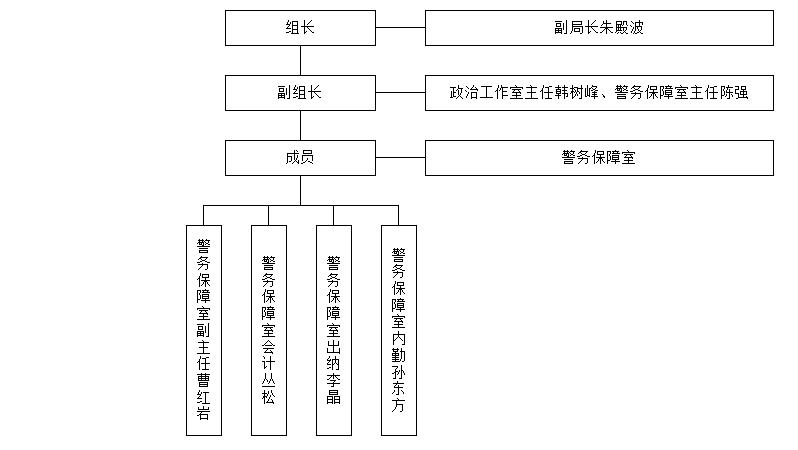 组长
副局长朱殿波
副组长
政治工作室主任韩树峰、警务保障室主任陈强
成员
警务保障室
警务保障室副主任曹红岩
警务保障室会计丛松
警务保障室出纳李晶
警务保障室内勤孙东方